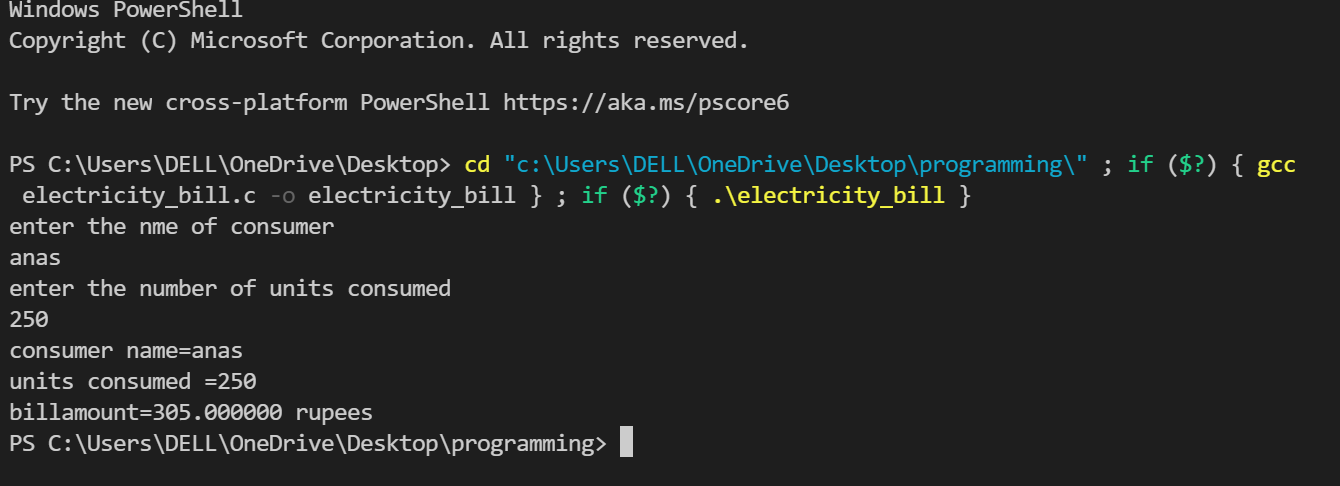 Windows PowerShell
Copyright (C) Microsoft Corporation. All rights reserved.
Try the new cross-platform PowerShell https://aka.ms/pscore6
PS C:\Users\DELL\OneDrive\Desktop> cd "c:\Users\DELL\OneDrive\Desktop\programming\" ; if ($?) { gcc
electricity_bill.c -o electricity_bill } ; if ($?) { .\electricity_bill }
enter the nme of consumer
anas
enter the number of units consumed
250
consumer name=anas
units consumed =250
billamount=305.000000 rupees
PS C:\Users\DELL\OneDrive\Desktop\programming>